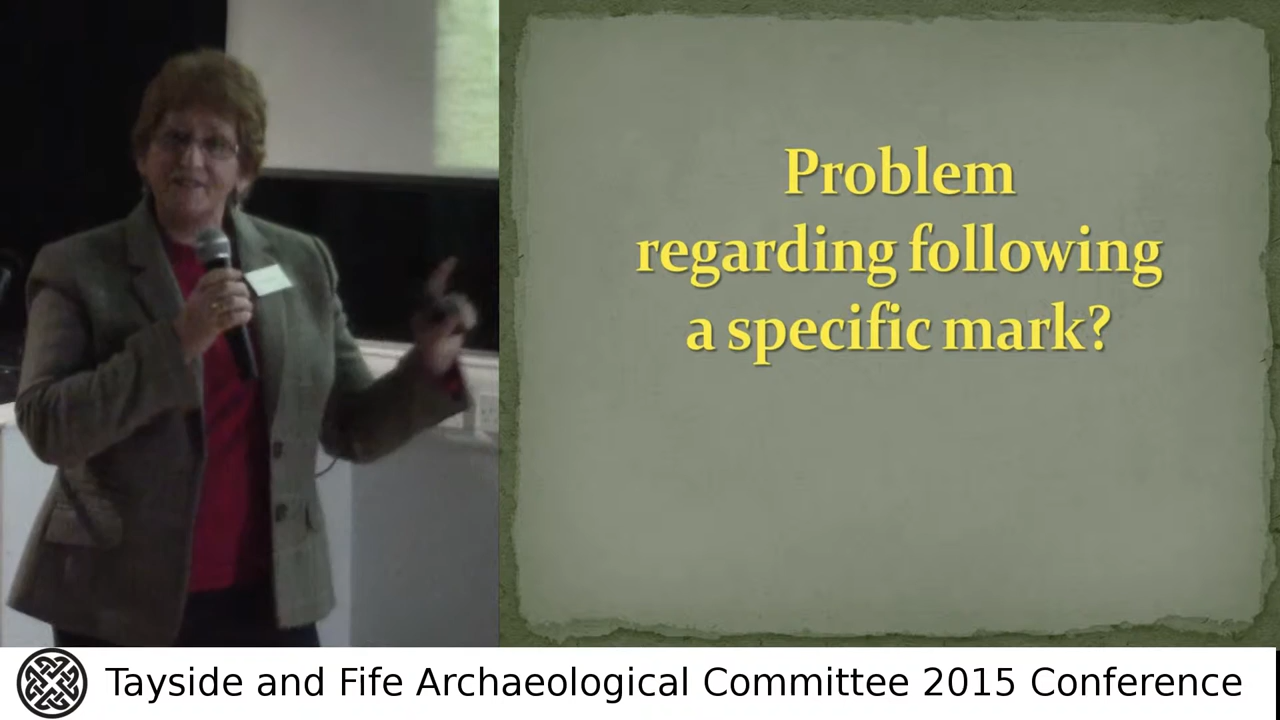 Problem
regarding following
a specific mark?
Tayside and Fife Archaeological Committee 2015 Conference